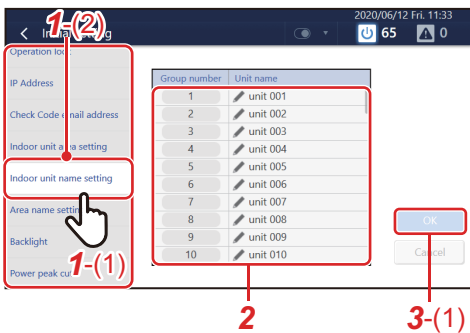 2020/06/12 Fri. 11:33
1-(2)
65
0
Operation lock
IP Address
Check Code email address
Indoor unit area setting
Indoor unit name setting
Area name setting
Backlight
Power peak cut
1-(1)
Group number Unit name
1 unit 001
2 unit 002
3 unit 003
4 unit 004
5 unit 005
6 unit 006
7 unit 007
8 unit 008
9 unit 009
10 unit 010
OK
Cancel
2
3-(1)